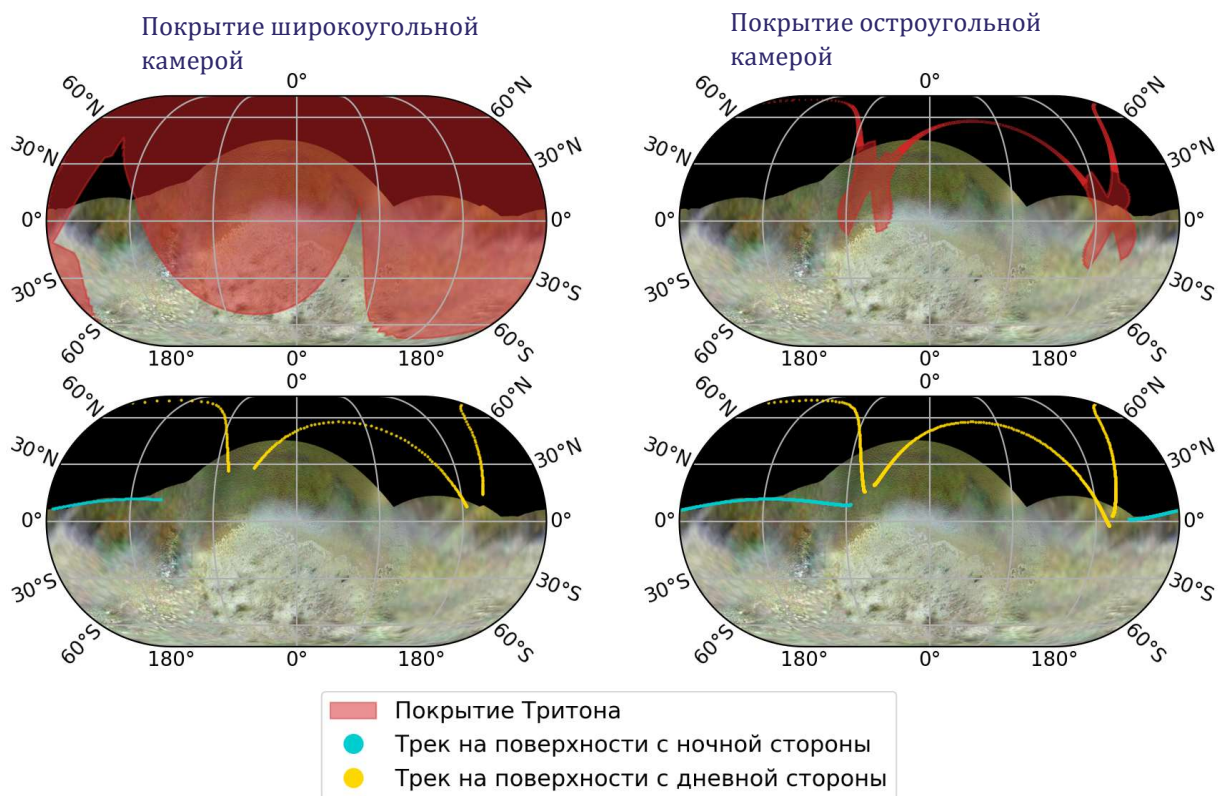 Покрытие широкоугольной
камерой
Покрытие остроугольной
камерой
0°
60°N
60°N
30°N
30°N
0°
0°
30°S
30°S
60°S
60°S
180°
0°
180°
0°
60°N
60°N
30°N
30°N
0°
0°
30°S
30°S
60°S
60°S
180°
0°
180°
0°
60°N
60°N
30°N
30°N
0°
0°
30°S
30°S
60°S
60°S
180°
0°
180°
0°
60°N
60°N
30°N
30°N
0°
0°
30°S
30°S
60°S
60°S
180°
0°
180°
Покрытие Тритона
Трек на поверхности с ночной стороны
Трек на поверхности с дневной стороны